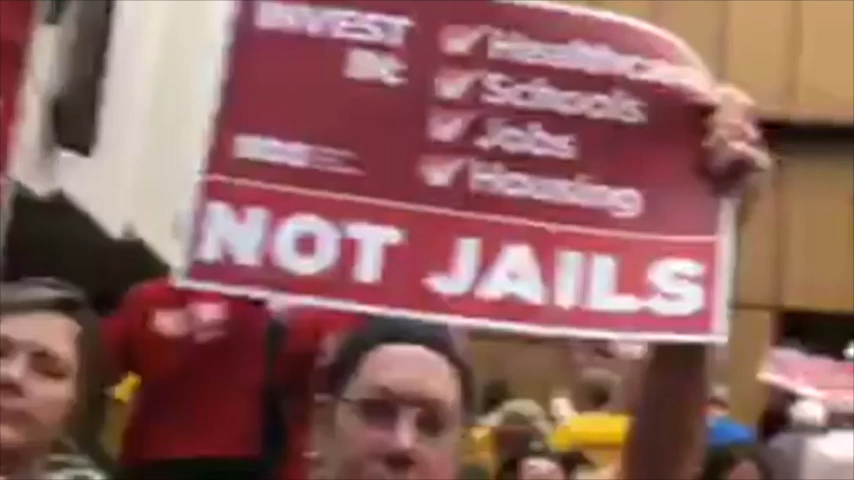 INVEST
IN:
✓ Healthcare
✓ Schools
✓ Jobs
✓ Housing
NOT JAILS